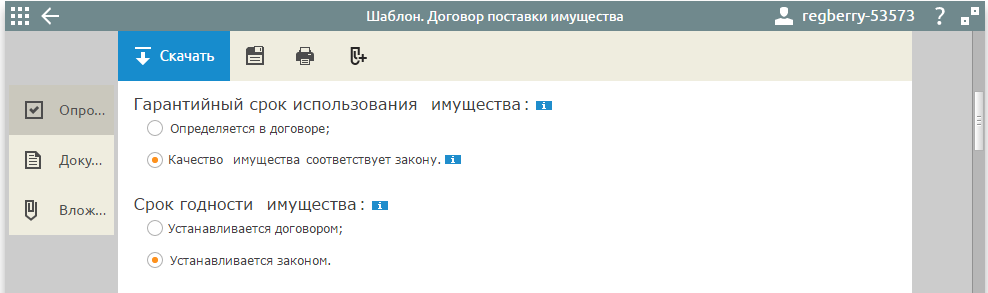 Шаблон. Договор поставки имущества
regberry-53573 ?
Скачать
Опро...
Доку...
Влож...
Гарантийный срок использования имущества: i
Определяется в договоре;
Качество имущества соответствует закону. i
Срок годности имущества: i
Устанавливается договором;
Устанавливается законом.